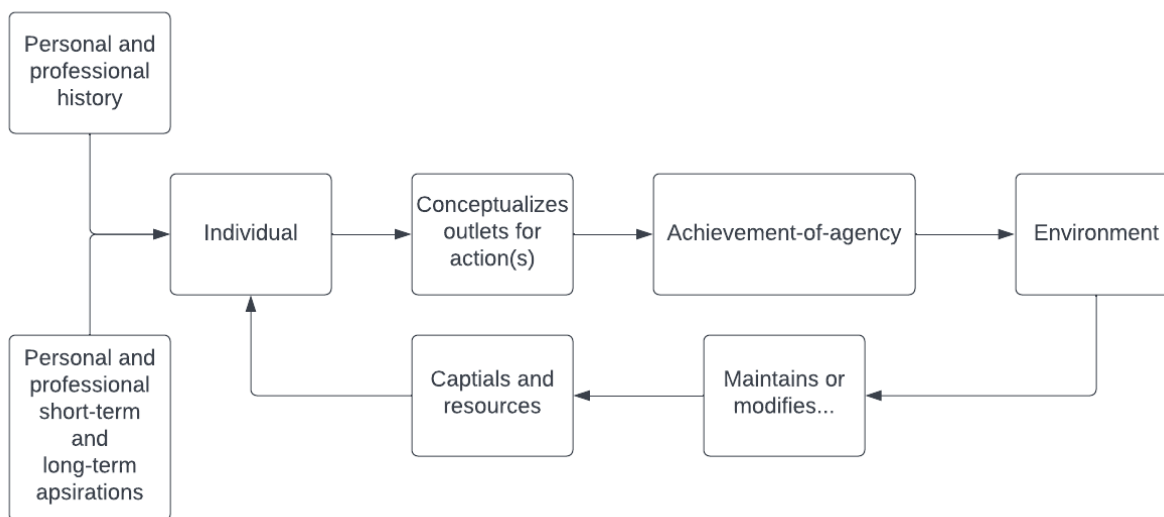 Personal and
professional
history
Individual
Conceptualizes
outlets for
action(s)
Achievement-of-agency
Environment
Personal and
professional
short-term
and
long-term
apsirations
Captials and
resources
Maintains or
modifies...